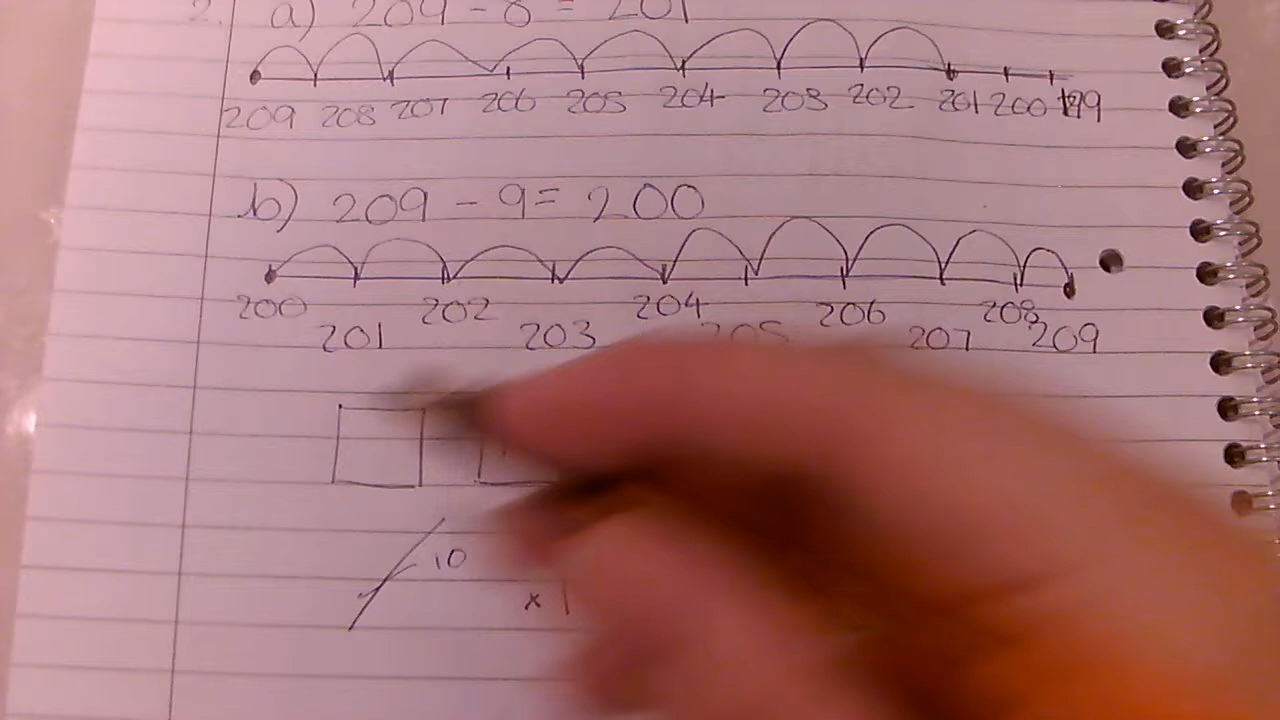 2. a) 209 - 8 = 201
209 208 207 206 205 204 203 202 201 200 199
b) 209 - 9 = 200
200 201 202 203 204 205 206 207 208 209
10
×